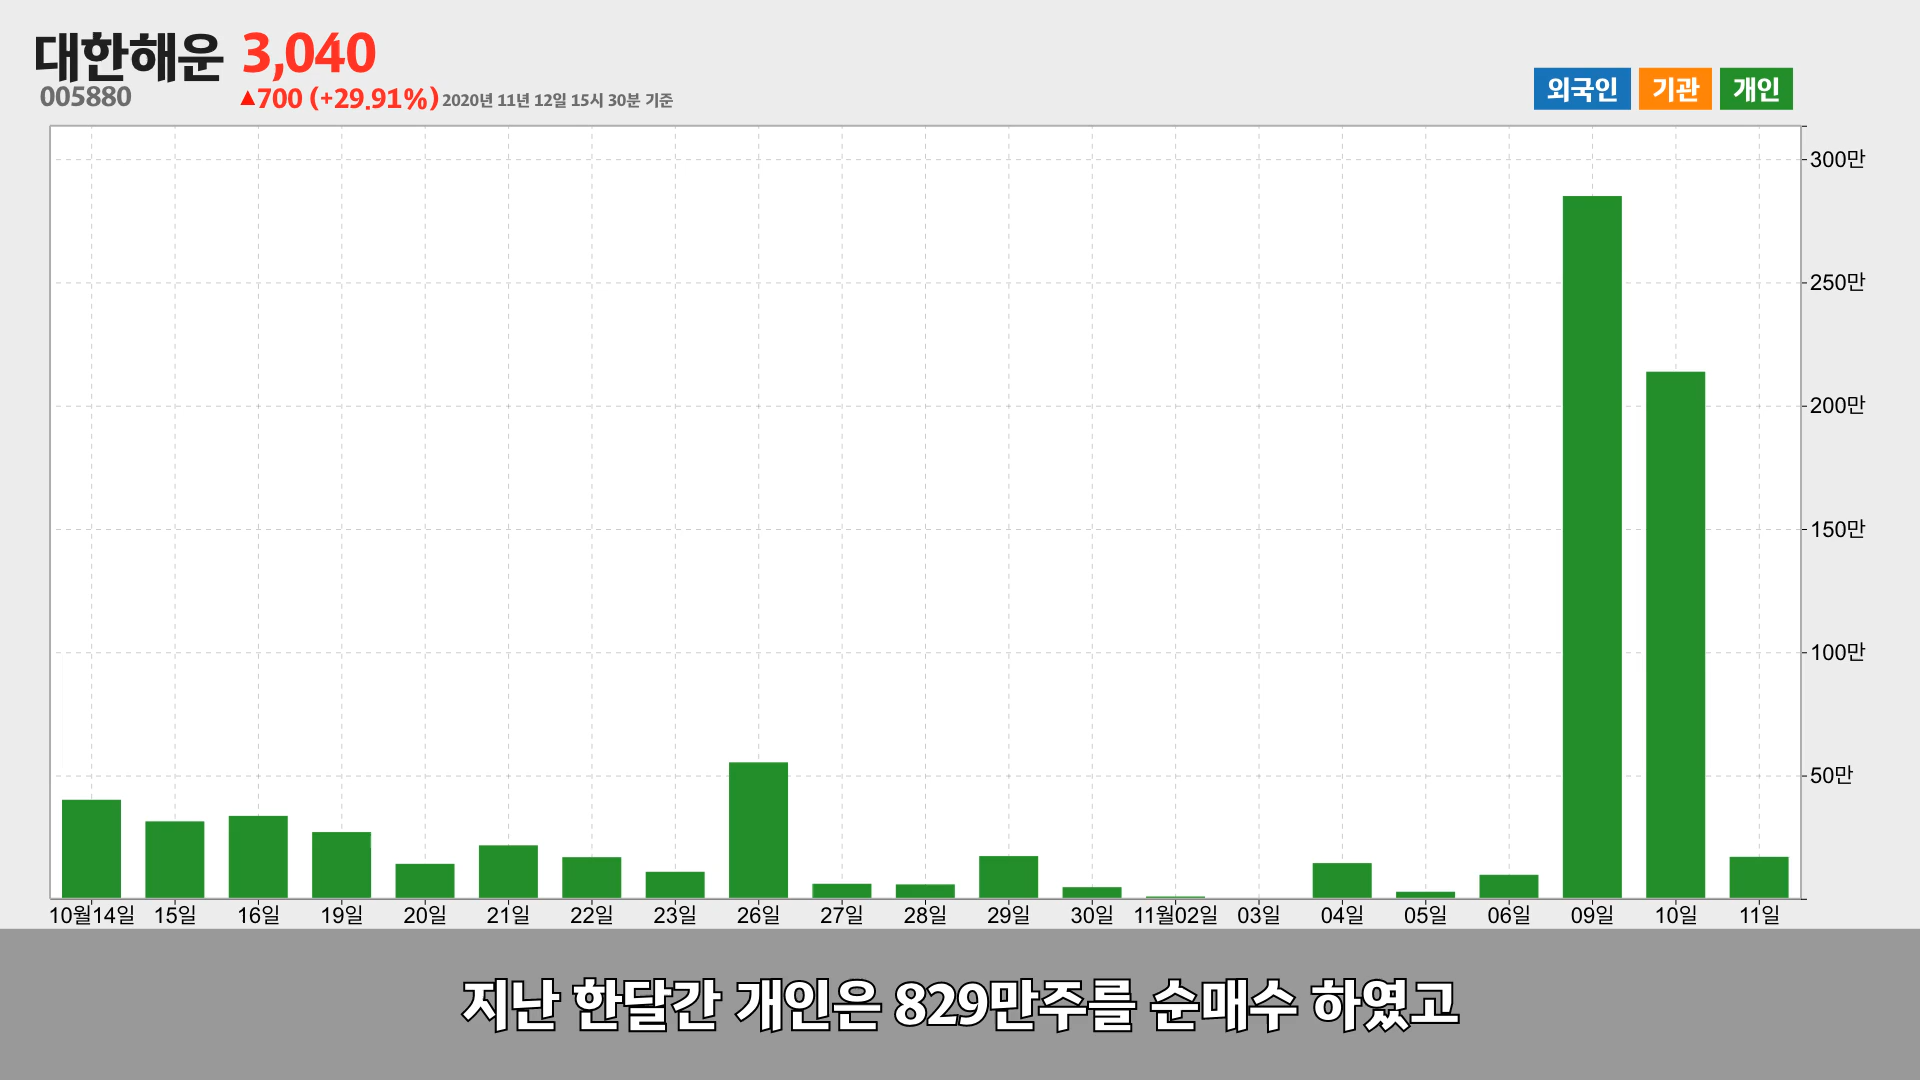 대한해운 3,040
005880 ▲700 (+29.91%) 2020년 11년 12일 15시 30분 기준
외국인 기관 개인
300만
250만
200만
150만
100만
50만
10월14일 15일 16일 19일 20일 21일 22일 23일 26일 27일 28일 29일 30일 11월02일 03일 04일 05일 06일 09일 10일 11일
지난 한달간 개인은 829만주를 순매수 하였고